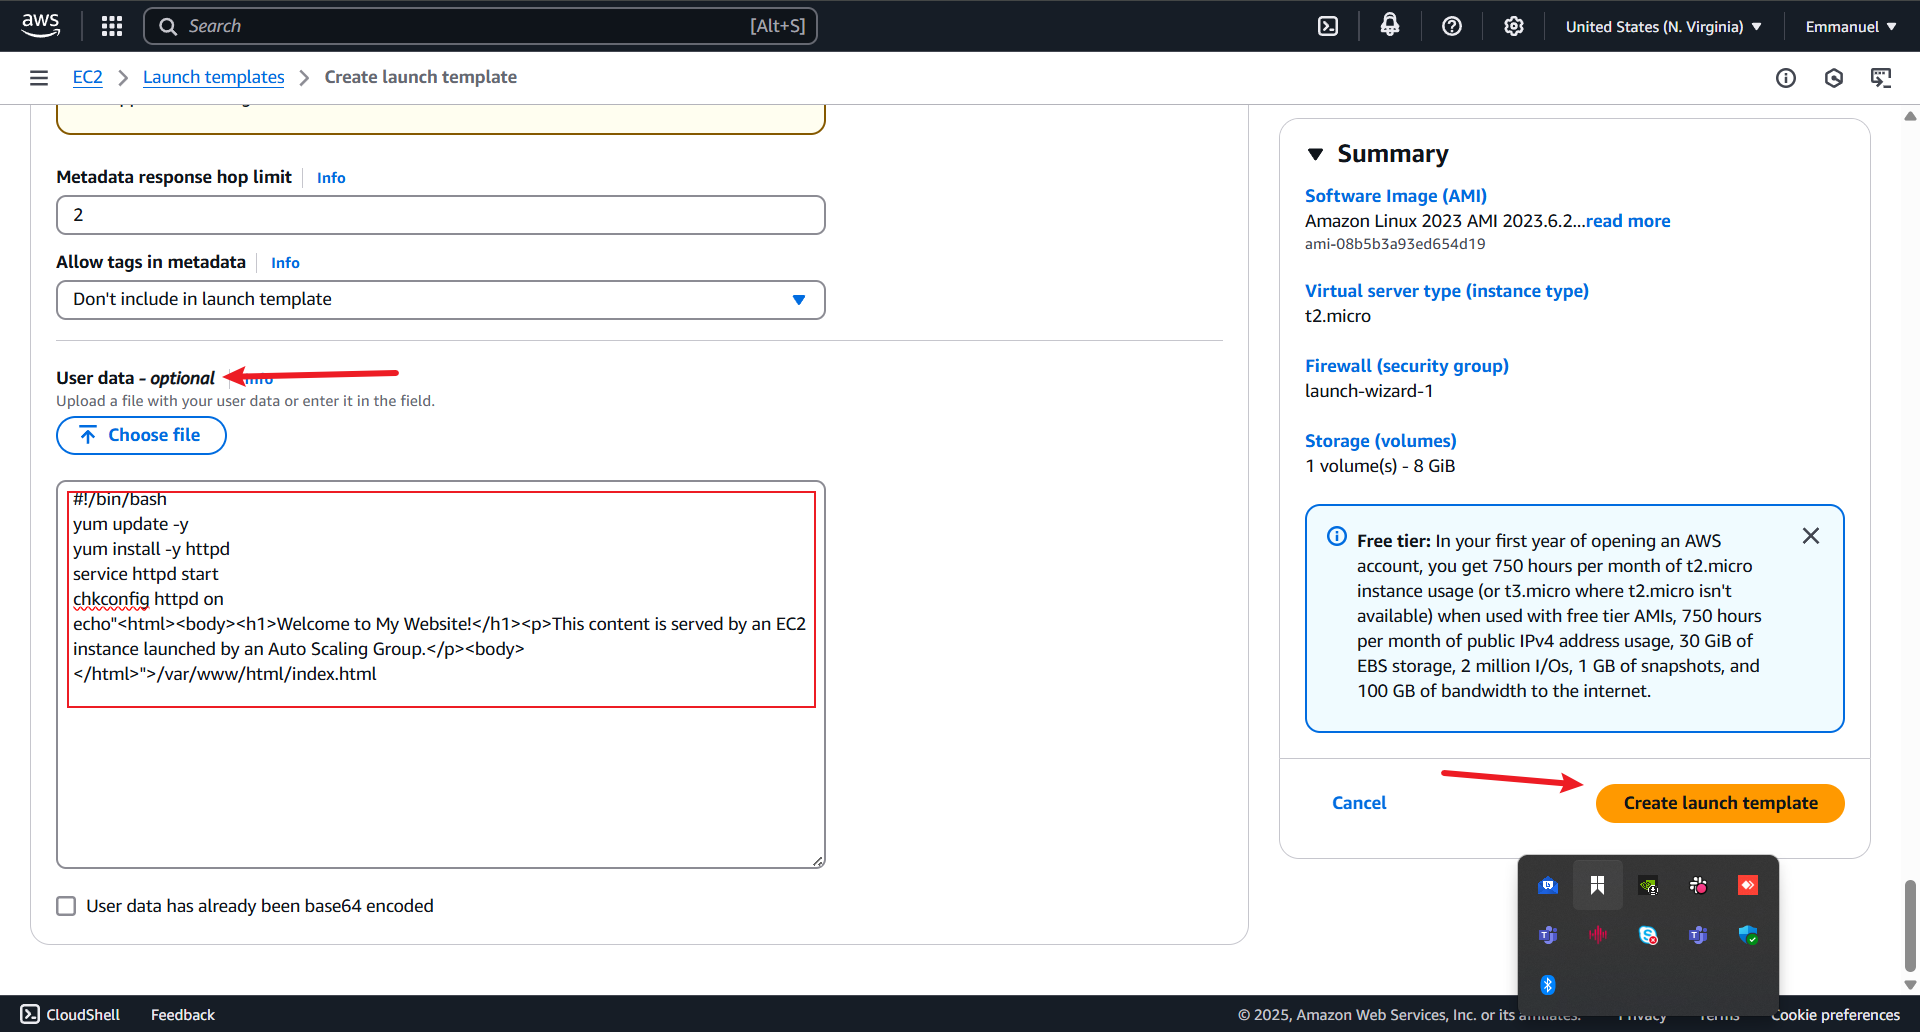 aws
Search
[Alt+S]
United States (N. Virginia)
Emmanuel
EC2
Launch templates
Create launch template
Metadata response hop limit
Info
2
Allow tags in metadata
Info
Don't include in launch template
User data - optional
Info
Upload a file with your user data or enter it in the field.
Choose file
#!/bin/bash
yum update -y
yum install -y httpd
service httpd start
chkconfig httpd on
echo"<html><body><h1>Welcome to My Website!</h1><p>This content is served by an EC2
instance launched by an Auto Scaling Group.</p><body>
</html>">/var/www/html/index.html
User data has already been base64 encoded
Summary
Software Image (AMI)
Amazon Linux 2023 AMI 2023.6.2...read more
ami-08b5b3a93ed654d19
Virtual server type (instance type)
t2.micro
Firewall (security group)
launch-wizard-1
Storage (volumes)
1 volume(s) - 8 GiB
Free tier: In your first year of opening an AWS
account, you get 750 hours per month of t2.micro
instance usage (or t3.micro where t2.micro isn't
available) when used with free tier AMIs, 750 hours
per month of public IPv4 address usage, 30 GiB of
EBS storage, 2 million I/Os, 1 GB of snapshots, and
100 GB of bandwidth to the internet.
Cancel
Create launch template
CloudShell
Feedback
© 2025, Amazon Web Services, Inc. or its affiliates.
Privacy
Terms
Cookie preferences